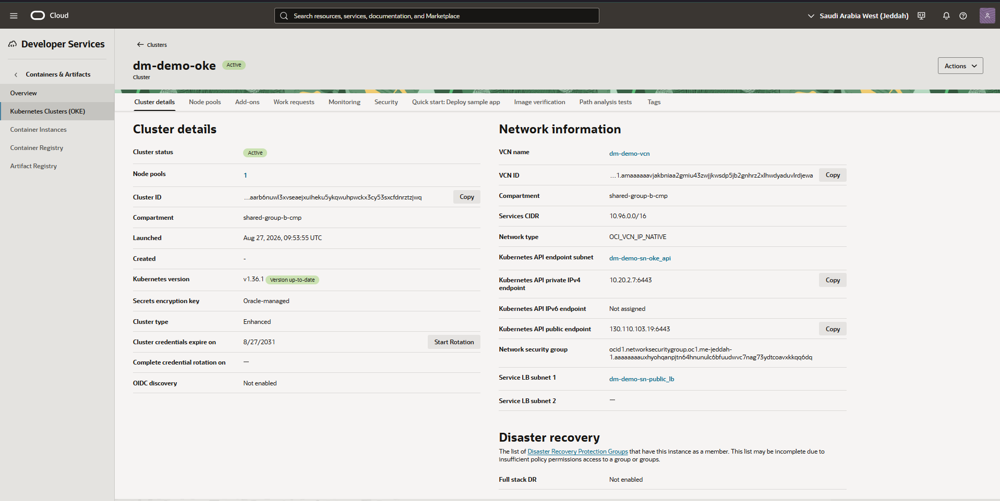 Cloud
Search resources, services, documentation, and Marketplace
Saudi Arabia West (Jeddah)
Developer Services
Containers & Artifacts
Overview
Kubernetes Clusters (OKE)
Container Instances
Container Registry
Artifact Registry
Clusters
dm-demo-oke Active
Cluster
Actions
Cluster details Node pools Add-ons Work requests Monitoring Security Quick start: Deploy sample app Image verification Path analysis tests Tags
Cluster details
Cluster status Active
Node pools 1
Cluster ID ...aarb6nuwl3xvseaejxuiheku5ykqwuhpwckx3cy53sxcfdnrztzjwq Copy
Compartment shared-group-b-cmp
Launched Aug 27, 2026, 09:53:55 UTC
Created -
Kubernetes version v1.36.1 Version up-to-date
Secrets encryption key Oracle-managed
Cluster type Enhanced
Cluster credentials expire on 8/27/2031 Start Rotation
Complete credential rotation on —
OIDC discovery Not enabled
Network information
VCN name dm-demo-vcn
VCN ID ...1.amaaaaaavjakbniaa2gmiu43zwjjkwsdp5jb2gnhrz2xlhwdyaduvlrdjewa Copy
Compartment shared-group-b-cmp
Services CIDR 10.96.0.0/16
Network type OCI_VCN_IP_NATIVE
Kubernetes API endpoint subnet dm-demo-sn-oke_api
Kubernetes API private IPv4 endpoint 10.20.2.7:6443 Copy
Kubernetes API IPv6 endpoint Not assigned
Kubernetes API public endpoint 130.110.103.19:6443 Copy
Network security group ocid1.networksecuritygroup.oc1.me-jeddah-
1.aaaaaaaauxhyohqanpjtn64hnunulc6bfuudwvc7nag73ydtcoavxkkqq6dq
Service LB subnet 1 dm-demo-sn-public_lb
Service LB subnet 2 —
Disaster recovery
The list of Disaster Recovery Protection Groups that have this instance as a member. This list may be incomplete due to
insufficient policy permissions access to a group or groups.
Full stack DR Not enabled